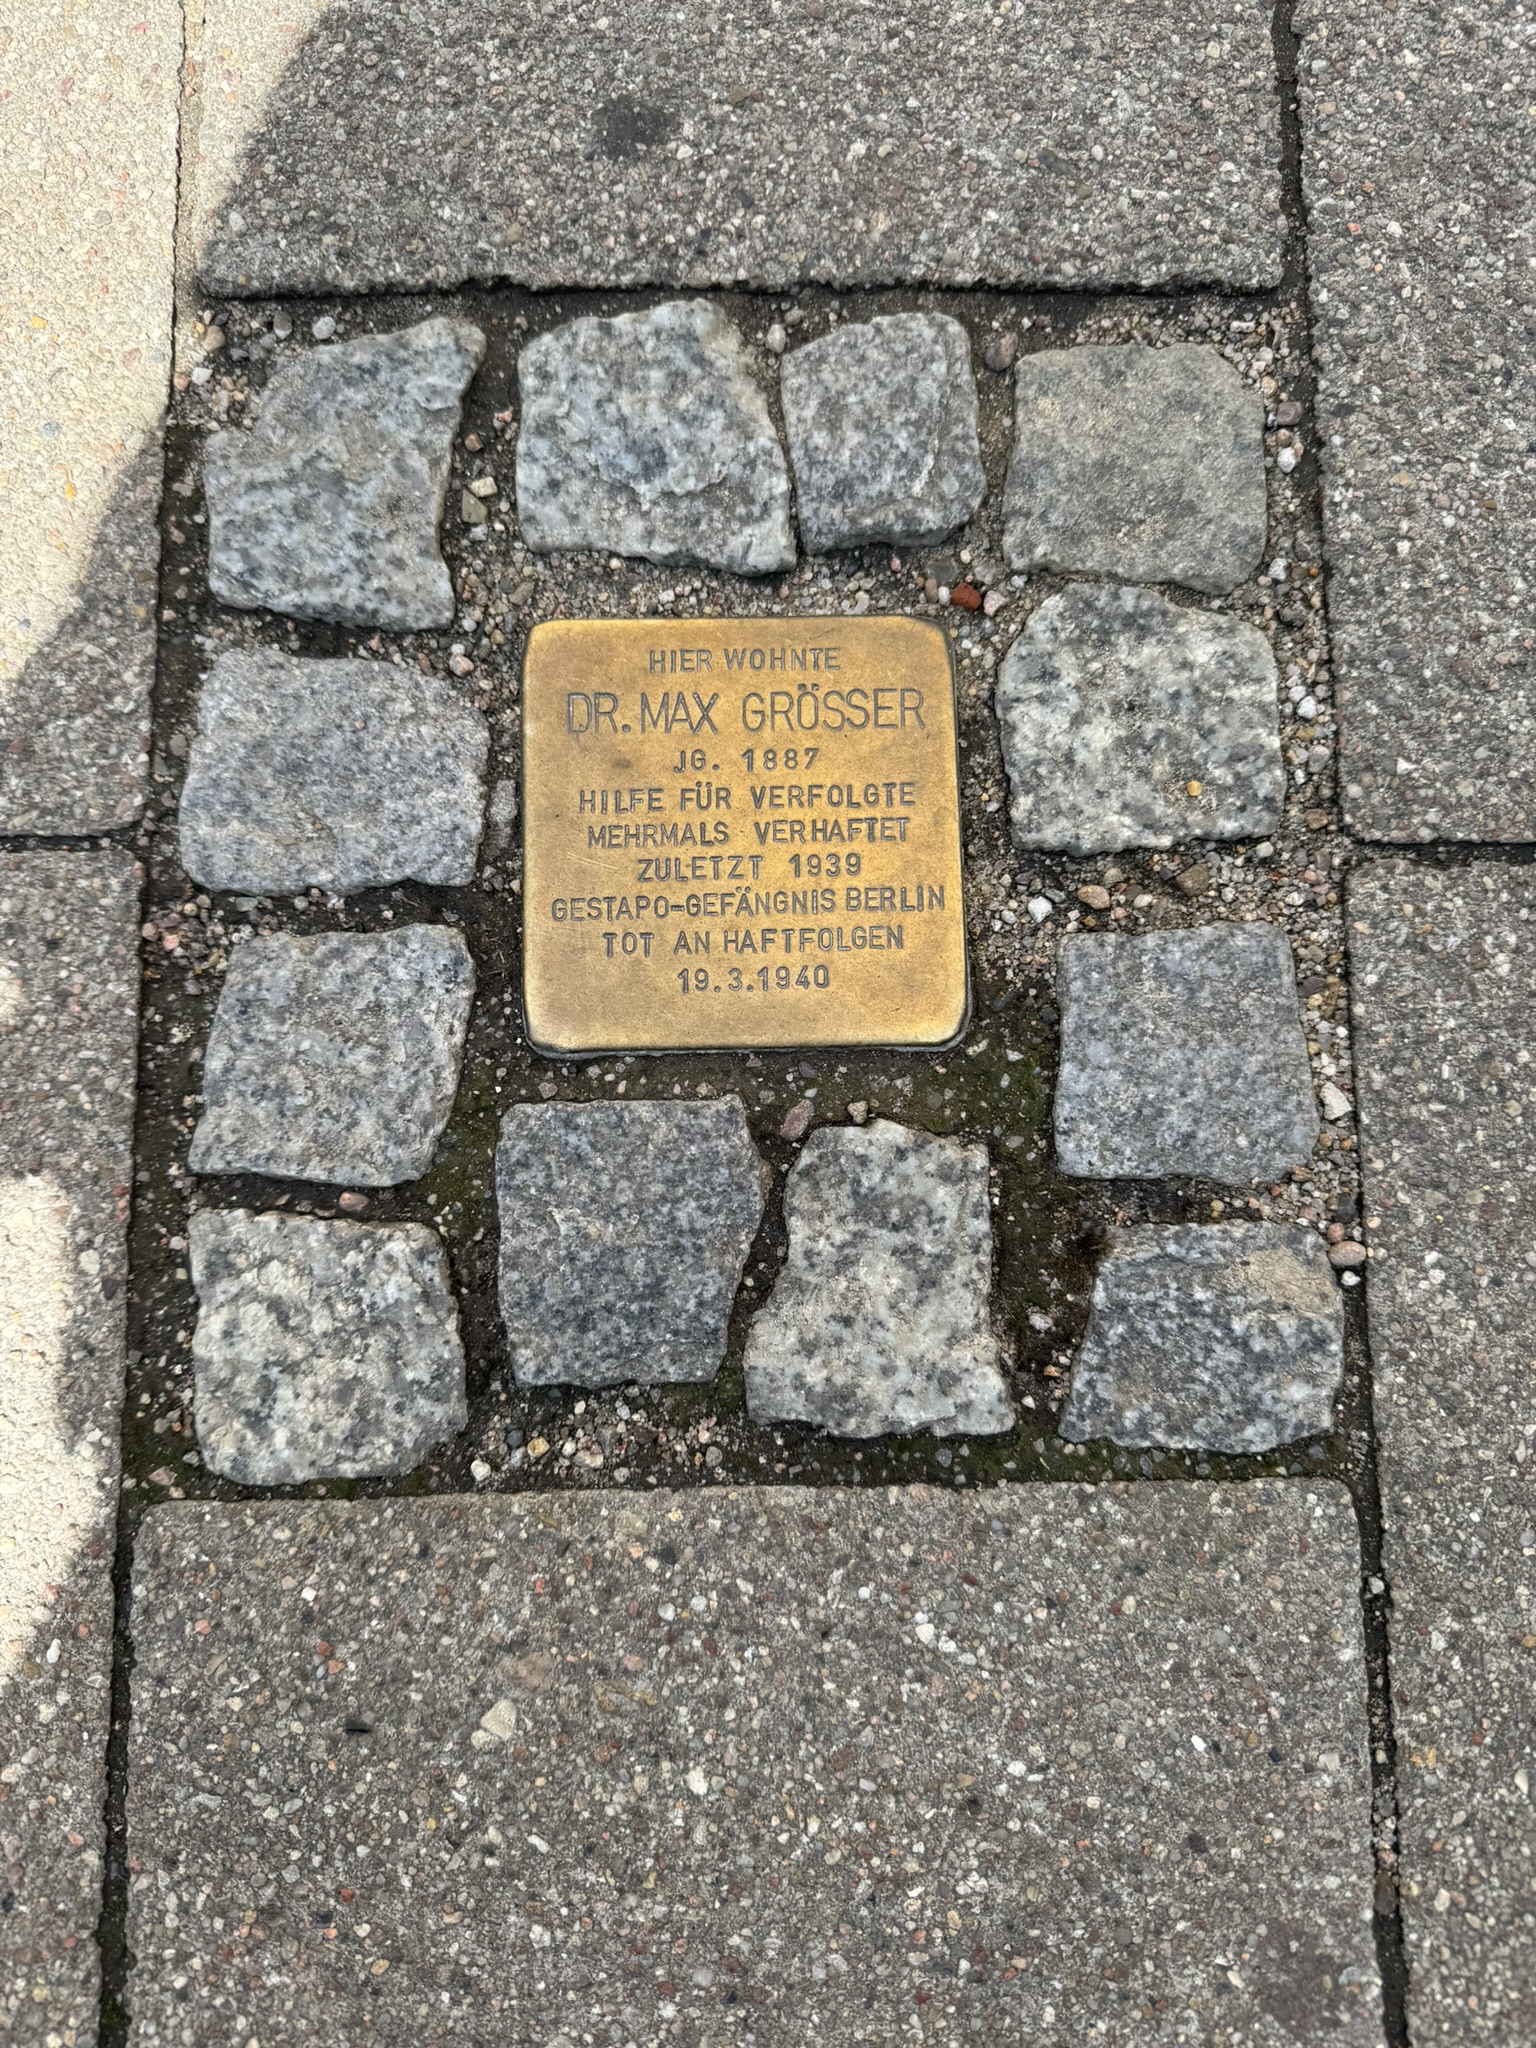 HIER WOHNTE
DR. MAX GRÖSSER
JG. 1887
HILFE FÜR VERFOLGTE
MEHRMALS VERHAFTET
ZULETZT 1939
GESTAPO-GEFÄNGNIS BERLIN
TOT AN HAFTFOLGEN
19.3.1940